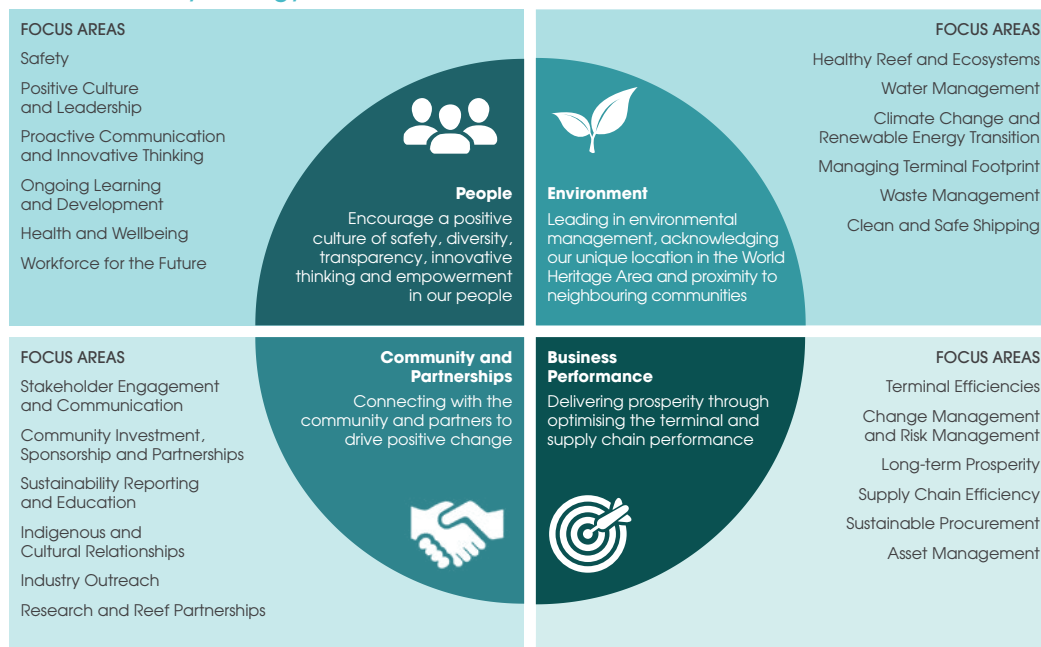 FOCUS AREAS
Safety
Positive Culture
and Leadership
Proactive Communication
and Innovative Thinking
Ongoing Learning
and Development
Health and Wellbeing
Workforce for the Future
People
Encourage a positive
culture of safety, diversity,
transparency, innovative
thinking and empowerment
in our people
Environment
Leading in environmental
management, acknowledging
our unique location in the World
Heritage Area and proximity to
neighbouring communities
FOCUS AREAS
Healthy Reef and Ecosystems
Water Management
Climate Change and
Renewable Energy Transition
Managing Terminal Footprint
Waste Management
Clean and Safe Shipping
FOCUS AREAS
Stakeholder Engagement
and Communication
Community Investment,
Sponsorship and Partnerships
Sustainability Reporting
and Education
Indigenous and
Cultural Relationships
Industry Outreach
Research and Reef Partnerships
Community and
Partnerships
Connecting with the
community and partners to
drive positive change
Business
Performance
Delivering prosperity through
optimising the terminal and
supply chain performance
FOCUS AREAS
Terminal Efficiencies
Change Management
and Risk Management
Long-term Prosperity
Supply Chain Efficiency
Sustainable Procurement
Asset Management